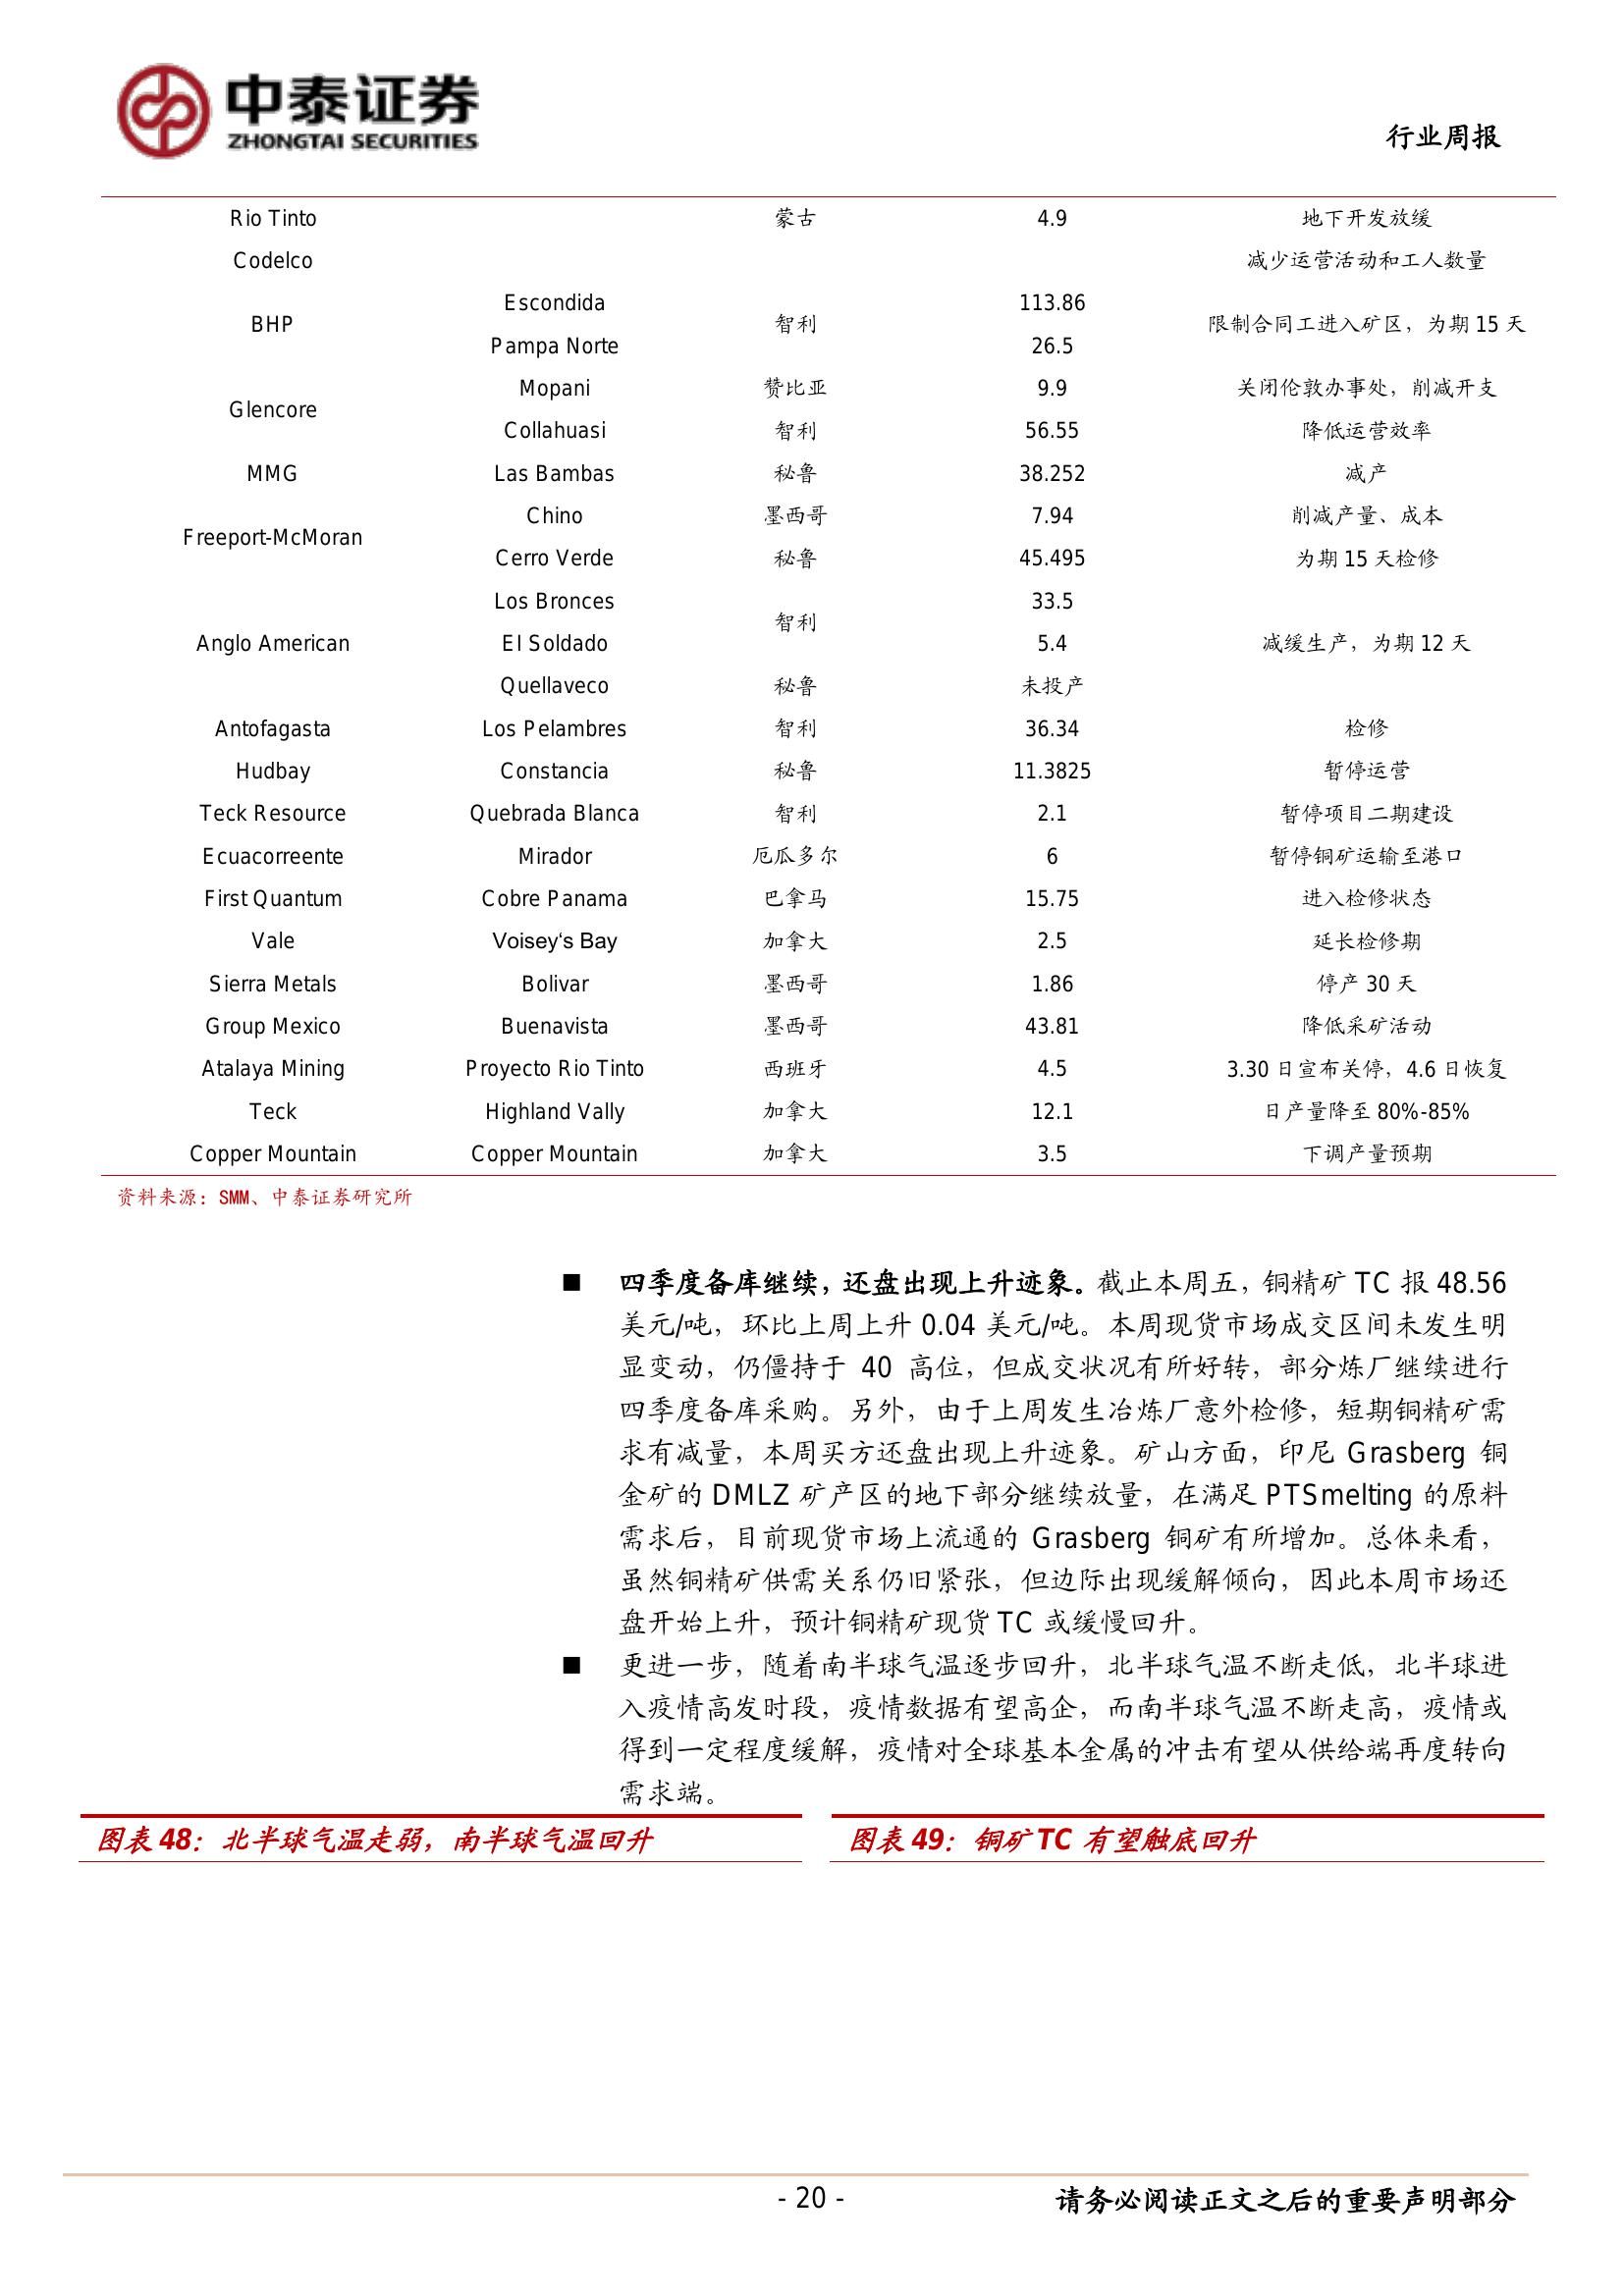 中泰证券
ZHONGTAI SECURITIES
行业周报
Rio Tinto 蒙古 4.9 地下开发放缓
Codelco 减少运营活动和工人数量
BHP Escondida 智利 113.86 限制合同工进入矿区，为期 15 天
Pampa Norte 26.5
Glencore Mopani 赞比亚 9.9 关闭伦敦办事处，削减开支
Collahuasi 智利 56.55 降低运营效率
MMG Las Bambas 秘鲁 38.252 减产
Freeport-McMoran Chino 墨西哥 7.94 削减产量、成本
Cerro Verde 秘鲁 45.495 为期 15 天检修
Los Bronces 智利 33.5
Anglo American El Soldado 5.4 减缓生产，为期 12 天
Quellaveco 秘鲁 未投产
Antofagasta Los Pelambres 智利 36.34 检修
Hudbay Constancia 秘鲁 11.3825 暂停运营
Teck Resource Quebrada Blanca 智利 2.1 暂停项目二期建设
Ecuacorreente Mirador 厄瓜多尔 6 暂停铜矿运输至港口
First Quantum Cobre Panama 巴拿马 15.75 进入检修状态
Vale Voisey‘s Bay 加拿大 2.5 延长检修期
Sierra Metals Bolivar 墨西哥 1.86 停产 30 天
Group Mexico Buenavista 墨西哥 43.81 降低采矿活动
Atalaya Mining Proyecto Rio Tinto 西班牙 4.5 3.30 日宣布关停，4.6 日恢复
Teck Highland Vally 加拿大 12.1 日产量降至 80%-85%
Copper Mountain Copper Mountain 加拿大 3.5 下调产量预期
资料来源：SMM、中泰证券研究所
■ 四季度备库继续，还盘出现上升迹象。截止本周五，铜精矿 TC 报 48.56
美元/吨，环比上周上升 0.04 美元/吨。本周现货市场成交区间未发生明
显变动，仍僵持于 40 高位，但成交状况有所好转，部分炼厂继续进行
四季度备库采购。另外，由于上周发生冶炼厂意外检修，短期铜精矿需
求有减量，本周买方还盘出现上升迹象。矿山方面，印尼 Grasberg 铜
金矿的 DMLZ 矿产区的地下部分继续放量，在满足 PTSmelting 的原料
需求后，目前现货市场上流通的 Grasberg 铜矿有所增加。总体来看，
虽然铜精矿供需关系仍旧紧张，但边际出现缓解倾向，因此本周市场还
盘开始上升，预计铜精矿现货 TC 或缓慢回升。
■ 更进一步，随着南半球气温逐步回升，北半球气温不断走低，北半球进
入疫情高发时段，疫情数据有望高企，而南半球气温不断走高，疫情或
得到一定程度缓解，疫情对全球基本金属的冲击有望从供给端再度转向
需求端。
图表 48：北半球气温走弱，南半球气温回升
图表 49：铜矿 TC 有望触底回升
- 20 -
请务必阅读正文之后的重要声明部分